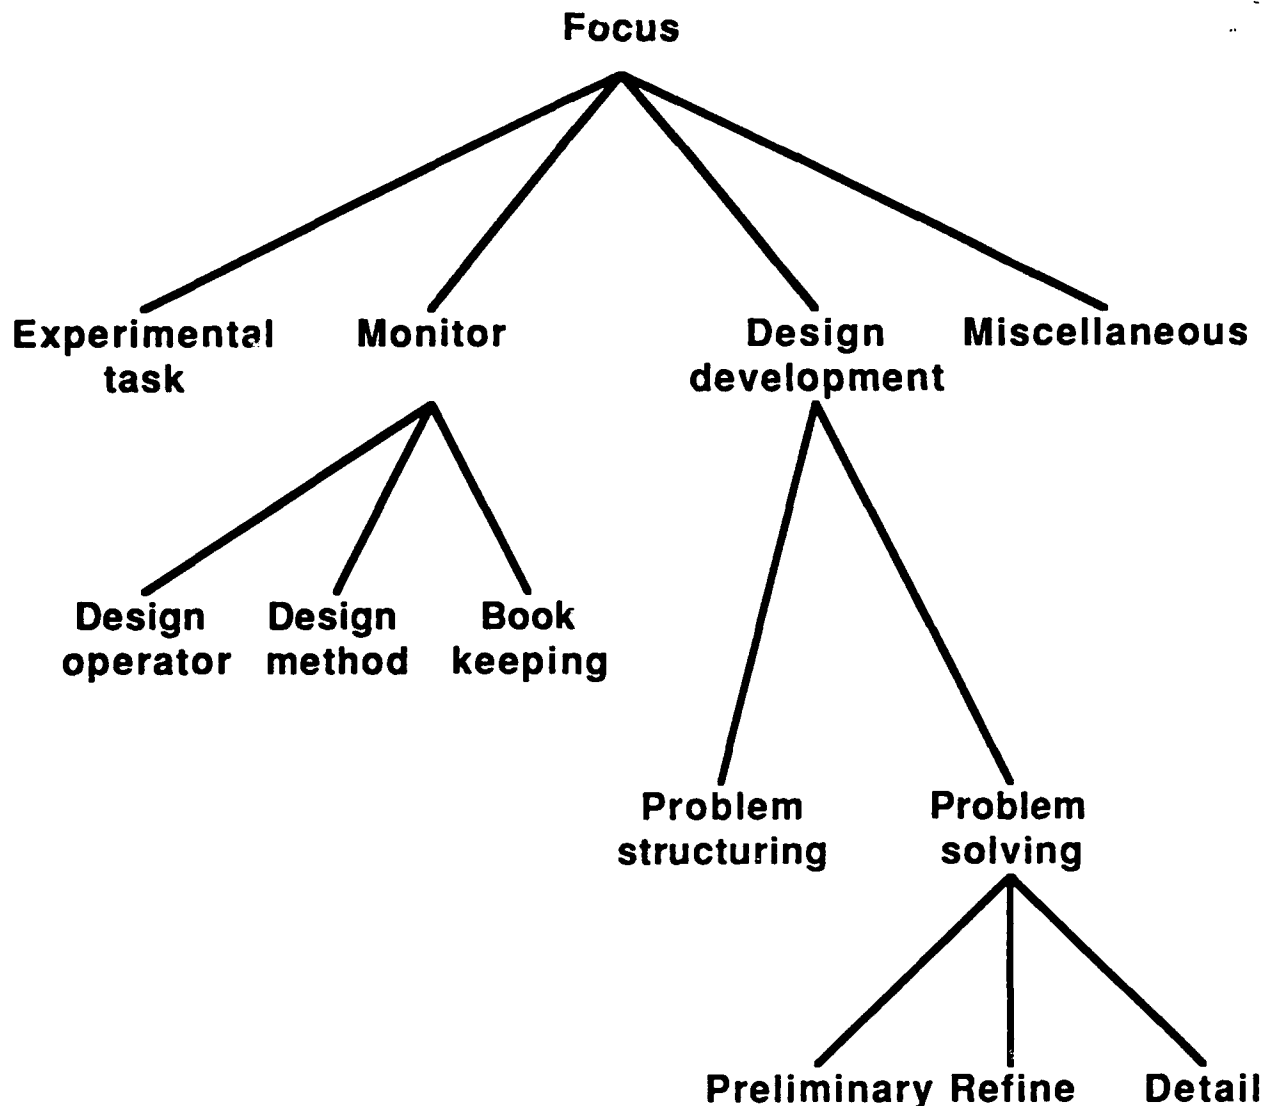 Focus
Experimental
task
Monitor
Design
development
Miscellaneous
Design
operator
Design
method
Book
keeping
Problem
structuring
Problem
solving
Preliminary
Refine
Detail